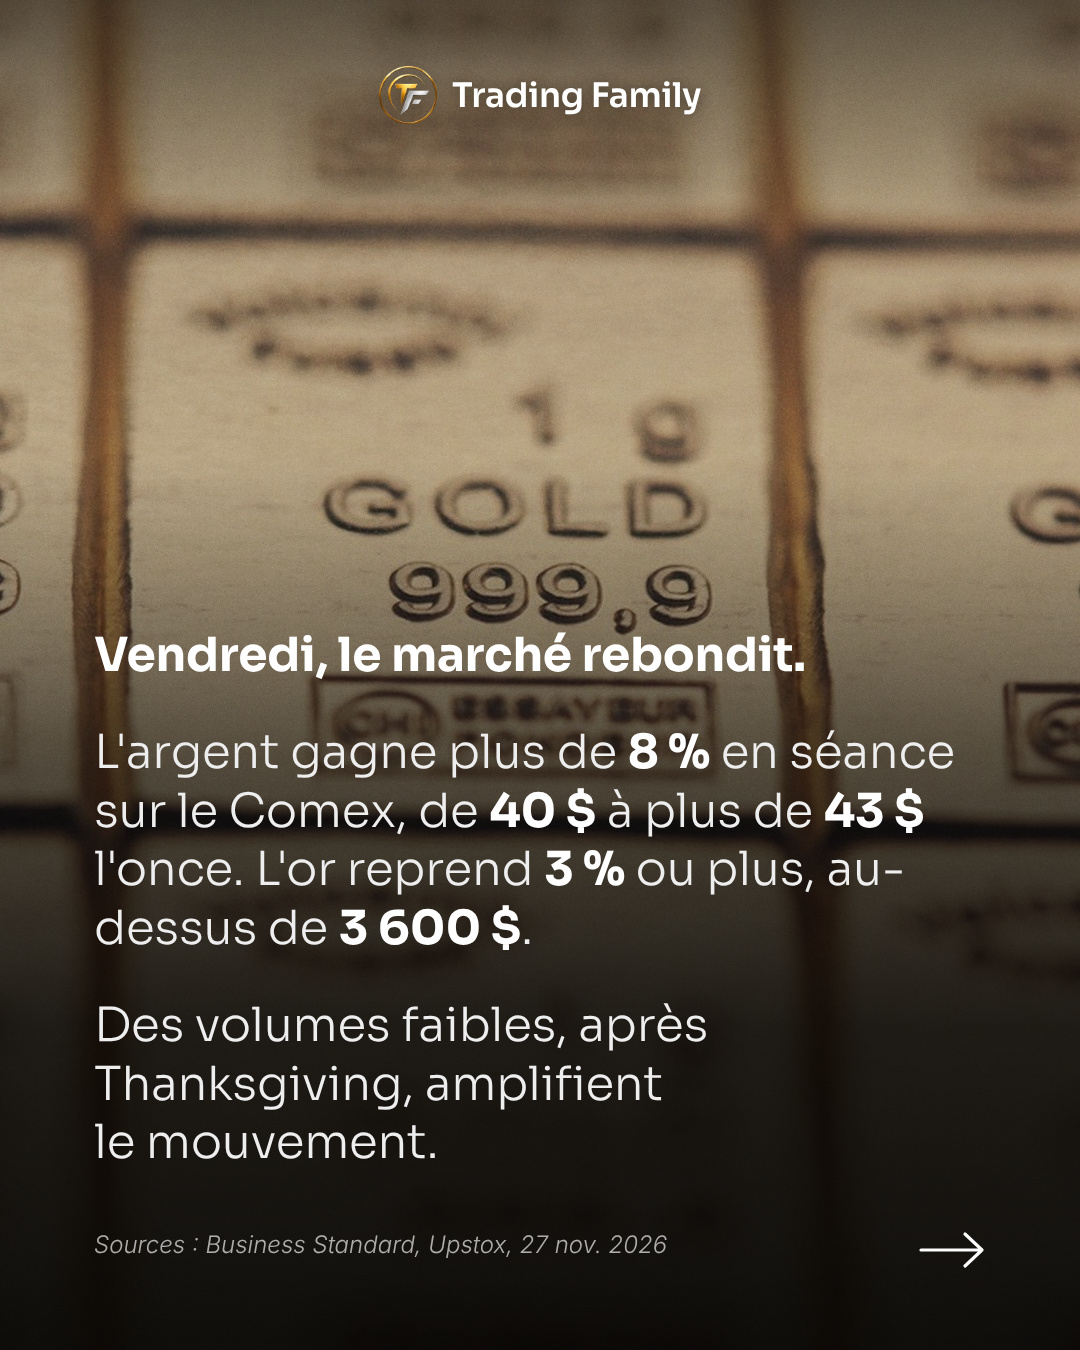 Trading Family
1 g
GOLD
999,9
Vendredi, le marché rebondit.
ESSAYEUR
L'argent gagne plus de 8 % en séance
sur le Comex, de 40 $ à plus de 43 $
l'once. L'or reprend 3 % ou plus, au-
dessus de 3 600 $.
Des volumes faibles, après
Thanksgiving, amplifient
le mouvement.
Sources : Business Standard, Upstox, 27 nov. 2026